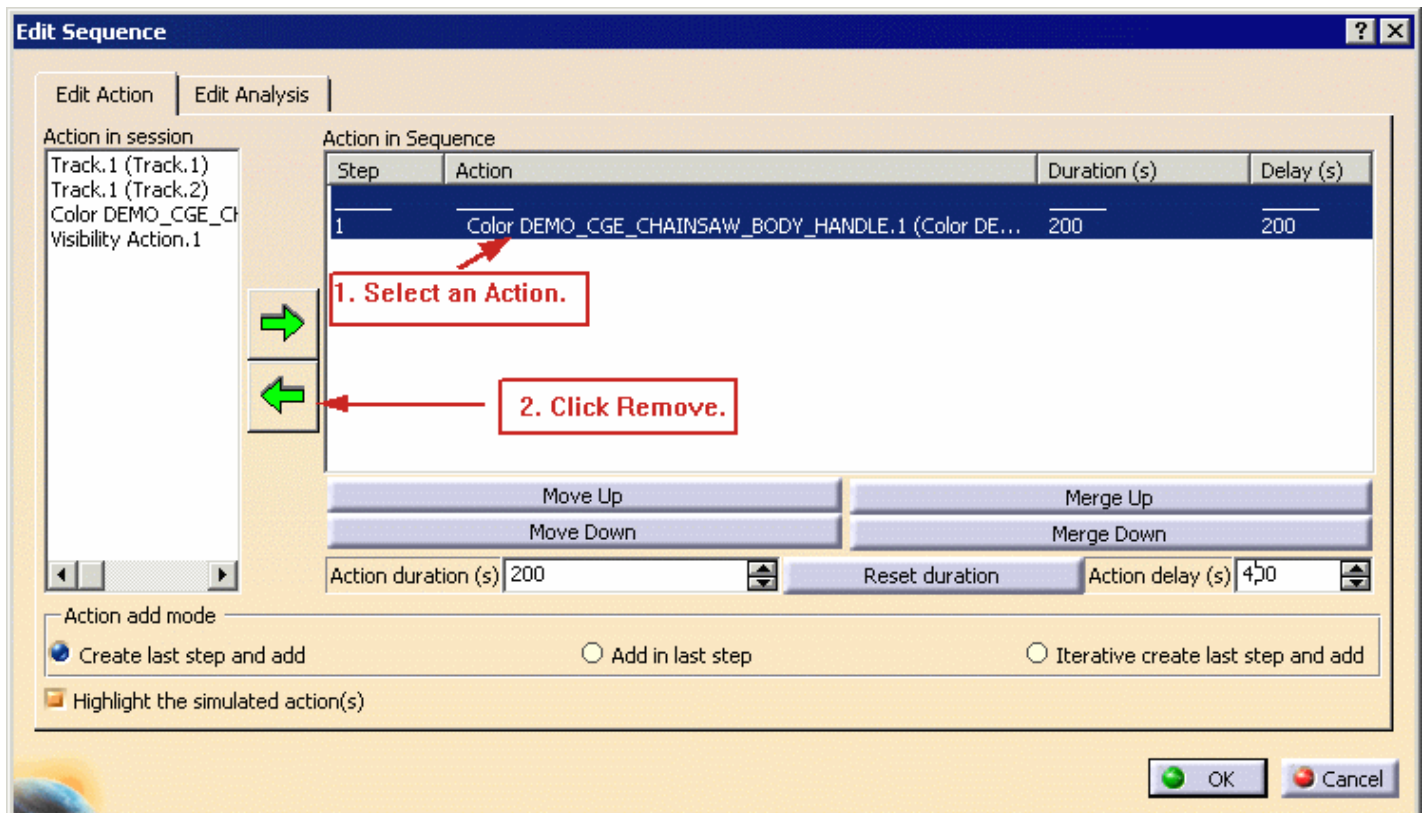 Edit Sequence
Edit Action Edit Analysis
Action in session
Track.1 (Track.1)
Track.1 (Track.2)
Color DEMO_CGE_CH
Visibility Action.1
Action in Sequence
Step Action Duration (s) Delay (s)
1 Color DEMO_CGE_CHAINSAW_BODY_HANDLE.1 (Color DE... 200 200
1. Select an Action.
2. Click Remove.
Move Up Merge Up
Move Down Merge Down
Action duration (s) 200 Reset duration Action delay (s) 400
Action add mode
Create last step and add Add in last step Iterative create last step and add
Highlight the simulated action(s)
OK Cancel